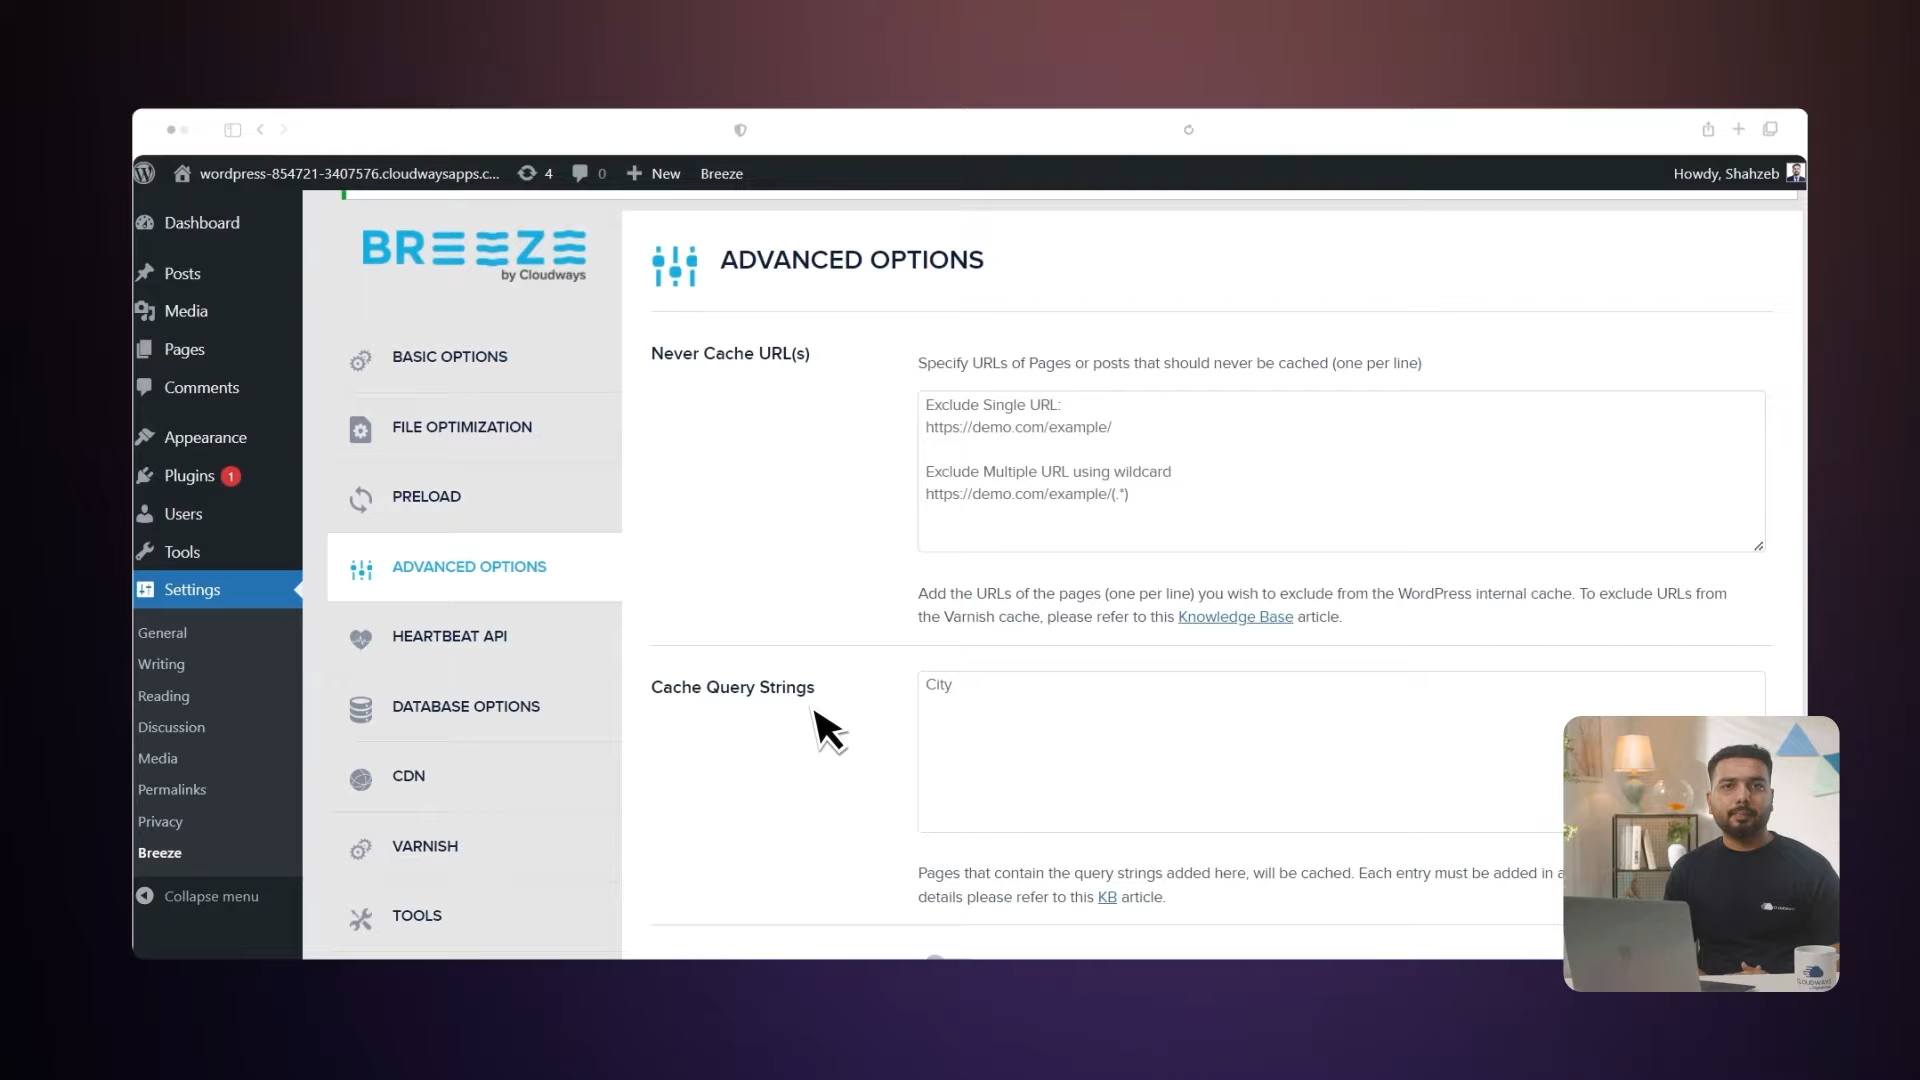 wordpress-854721-3407576.cloudwaysapps.c...
4
0
New
Breeze
Howdy, Shahzeb
Dashboard
Posts
Media
Pages
Comments
Appearance
Plugins 1
Users
Tools
Settings
General
Writing
Reading
Discussion
Media
Permalinks
Privacy
Breeze
Collapse menu
BREEZE
by Cloudways
BASIC OPTIONS
FILE OPTIMIZATION
PRELOAD
ADVANCED OPTIONS
HEARTBEAT API
DATABASE OPTIONS
CDN
VARNISH
TOOLS
ADVANCED OPTIONS
Never Cache URL(s)
Specify URLs of Pages or posts that should never be cached (one per line)
Exclude Single URL:
https://demo.com/example/
Exclude Multiple URL using wildcard
https://demo.com/example/(.*)
Add the URLs of the pages (one per line) you wish to exclude from the WordPress internal cache. To exclude URLs from
the Varnish cache, please refer to this Knowledge Base article.
Cache Query Strings
City
Pages that contain the query strings added here, will be cached. Each entry must be added in a
details please refer to this KB article.
CLOUDWAYS